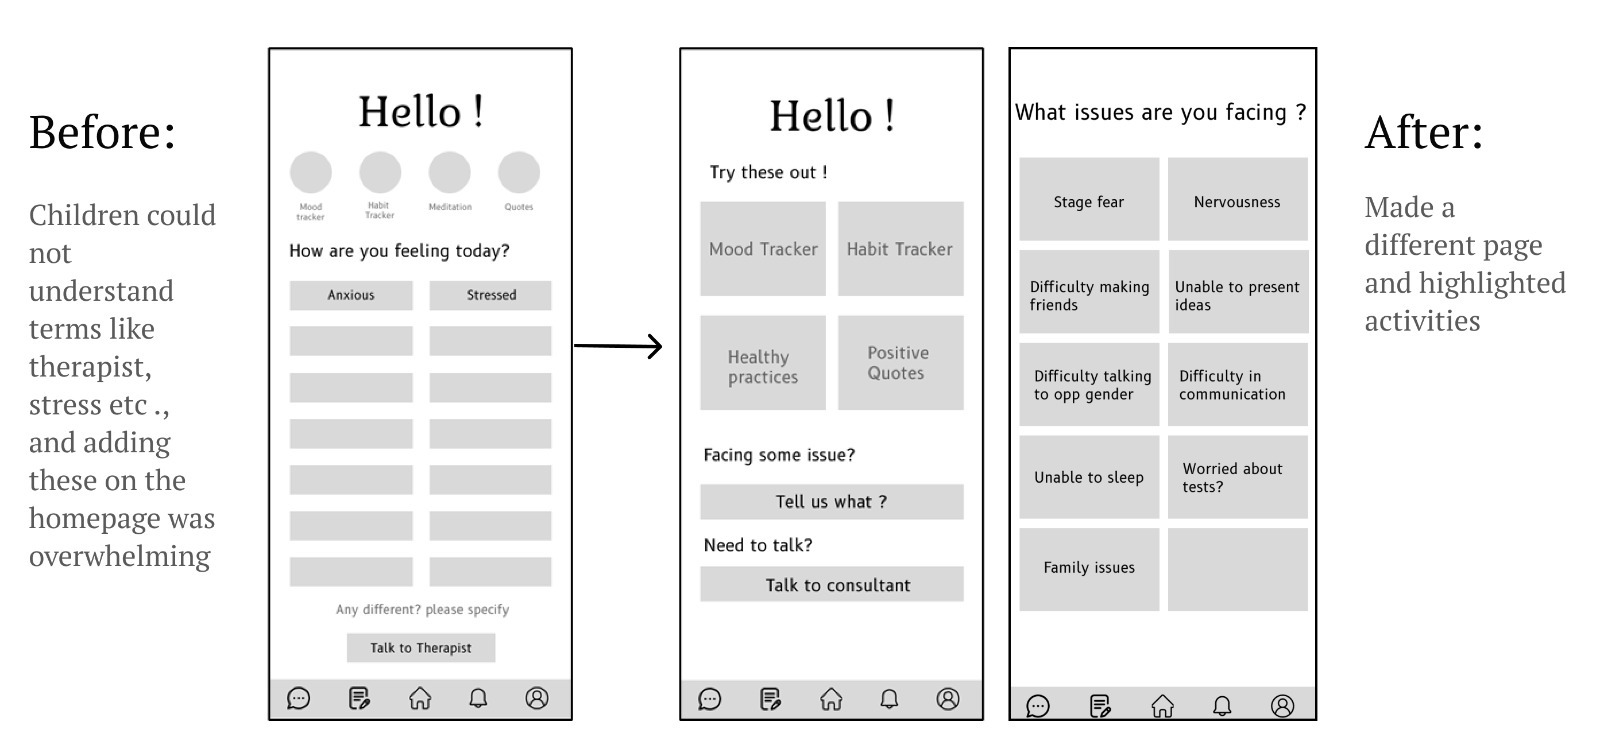 Before:
Children could
not
understand
terms like
therapist,
stress etc .,
and adding
these on the
homepage was
overwhelming
Hello !
Mood
tracker
Habit
Tracker
Meditation
Quotes
How are you feeling today?
Anxious
Stressed
Any different? please specify
Talk to Therapist
Hello !
Try these out !
Mood Tracker
Habit Tracker
Healthy
practices
Positive
Quotes
Facing some issue?
Tell us what ?
Need to talk?
Talk to consultant
What issues are you facing ?
Stage fear
Nervousness
Difficulty making
friends
Unable to present
ideas
Difficulty talking
to opp gender
Difficulty in
communication
Unable to sleep
Worried about
tests?
Family issues
After:
Made a
different page
and highlighted
activities